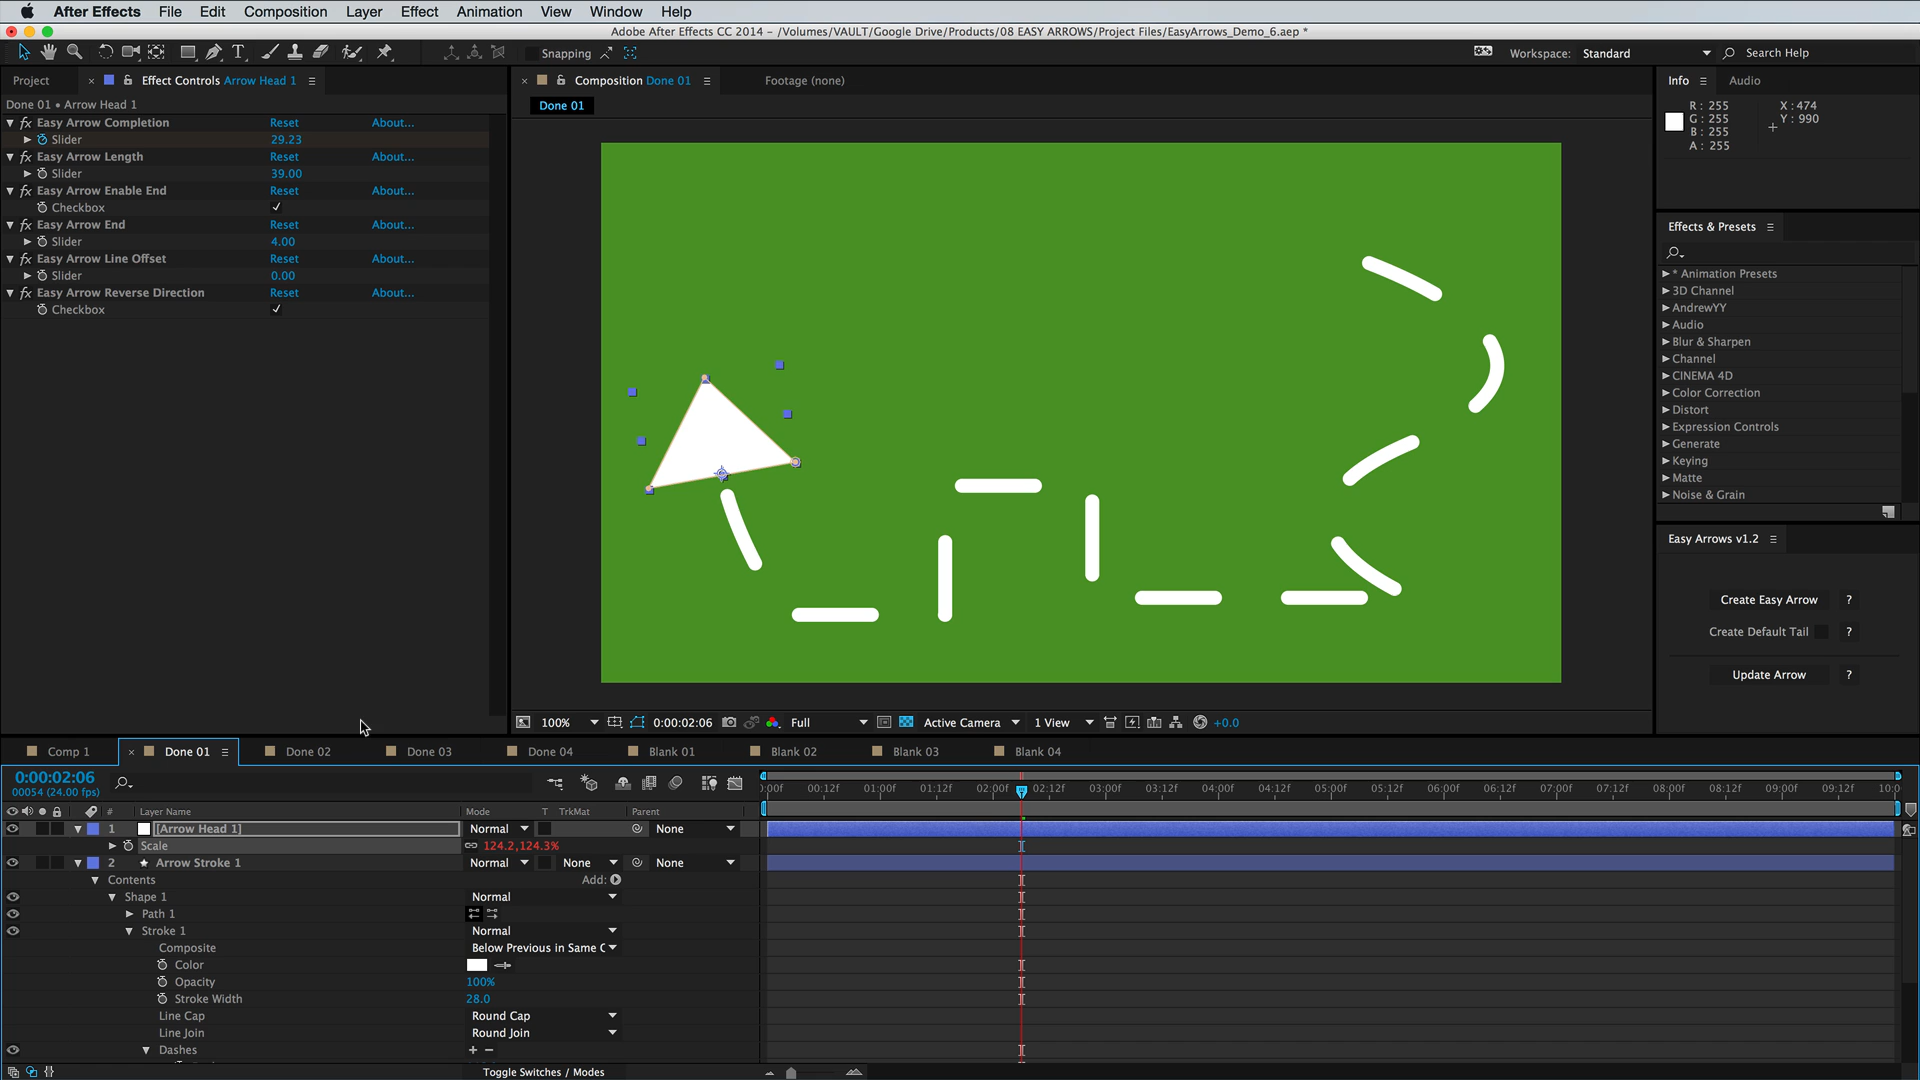 After Effects File Edit Composition Layer Effect Animation View Window Help
Adobe After Effects CC 2014 - /Volumes/VAULT/Google Drive/Products/08 EASY ARROWS/Project Files/EasyArrows_Demo_6.aep *
Snapping Workspace: Standard Search Help
Project Effect Controls Arrow Head 1
Composition Done 01 Footage (none)
Info Audio
Done 01 • Arrow Head 1
Done 01
R: 255 X: 474
G: 255 Y: 990
B: 255
A: 255
fx Easy Arrow Completion Reset About...
Slider 29.23
fx Easy Arrow Length Reset About...
Slider 39.00
fx Easy Arrow Enable End Reset About...
Checkbox
fx Easy Arrow End Reset About...
Slider 4.00
fx Easy Arrow Line Offset Reset About...
Slider 0.00
fx Easy Arrow Reverse Direction Reset About...
Checkbox
Effects & Presets
* Animation Presets
3D Channel
AndrewYY
Audio
Blur & Sharpen
Channel
CINEMA 4D
Color Correction
Distort
Expression Controls
Generate
Keying
Matte
Noise & Grain
Easy Arrows v1.2
Create Easy Arrow ?
Create Default Tail ?
Update Arrow ?
100% 0:00:02:06 Full Active Camera 1 View +0.0
Comp 1 Done 01 Done 02 Done 03 Done 04 Blank 01 Blank 02 Blank 03 Blank 04
0:00:02:06
00054 (24.00 fps)
:00f 00:12f 01:00f 01:12f 02:00f 02:12f 03:00f 03:12f 04:00f 04:12f 05:00f 05:12f 06:00f 06:12f 07:00f 07:12f 08:00f 08:12f 09:00f 09:12f 10:0
# Layer Name Mode T TrkMat Parent
1 [Arrow Head 1] Normal None
Scale 124.2,124.3%
2 Arrow Stroke 1 Normal None None
Contents Add:
Shape 1 Normal
Path 1
Stroke 1 Normal
Composite Below Previous in Same C
Color
Opacity 100%
Stroke Width 28.0
Line Cap Round Cap
Line Join Round Join
Dashes + −
Toggle Switches / Modes